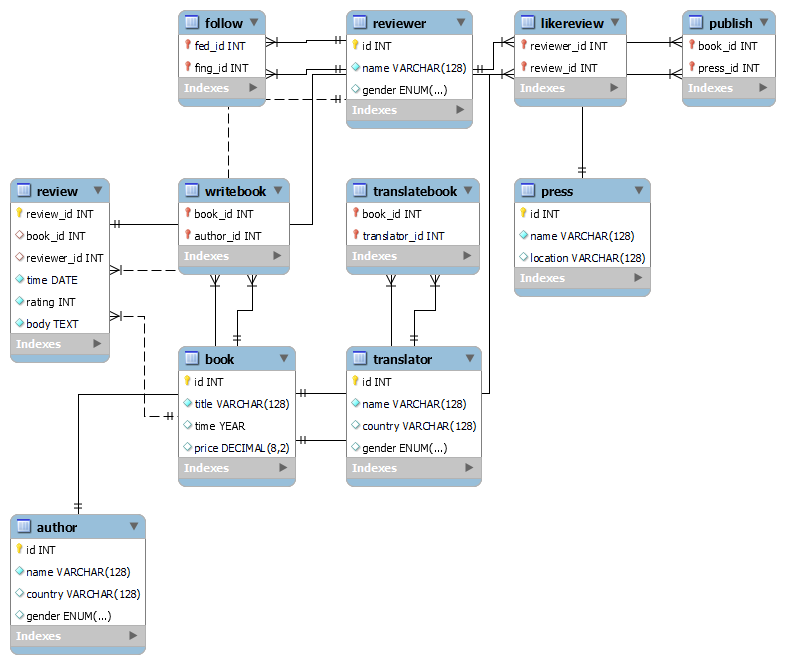 follow
fed_id INT
fing_id INT
Indexes
reviewer
id INT
name VARCHAR(128)
gender ENUM(...)
Indexes
likereview
reviewer_id INT
review_id INT
Indexes
publish
book_id INT
press_id INT
Indexes
review
review_id INT
book_id INT
reviewer_id INT
time DATE
rating INT
body TEXT
Indexes
writebook
book_id INT
author_id INT
Indexes
translatebook
book_id INT
translator_id INT
Indexes
press
id INT
name VARCHAR(128)
location VARCHAR(128)
Indexes
book
id INT
title VARCHAR(128)
time YEAR
price DECIMAL(8,2)
Indexes
translator
id INT
name VARCHAR(128)
country VARCHAR(128)
gender ENUM(...)
Indexes
author
id INT
name VARCHAR(128)
country VARCHAR(128)
gender ENUM(...)
Indexes